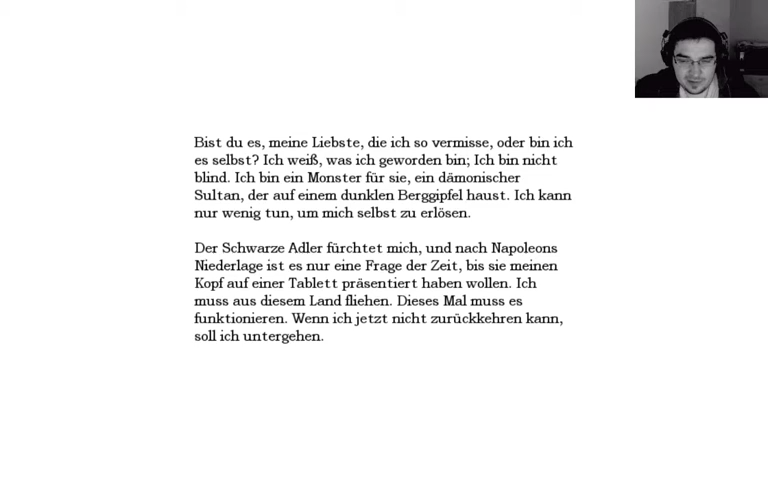 Bist du es, meine Liebste, die ich so vermisse, oder bin ich
es selbst? Ich weiß, was ich geworden bin; Ich bin nicht
blind. Ich bin ein Monster für sie, ein dämonischer
Sultan, der auf einem dunklen Berggipfel haust. Ich kann
nur wenig tun, um mich selbst zu erlösen.
Der Schwarze Adler fürchtet mich, und nach Napoleons
Niederlage ist es nur eine Frage der Zeit, bis sie meinen
Kopf auf einer Tablett präsentiert haben wollen. Ich
muss aus diesem Land fliehen. Dieses Mal muss es
funktionieren. Wenn ich jetzt nicht zurückkehren kann,
soll ich untergehen.